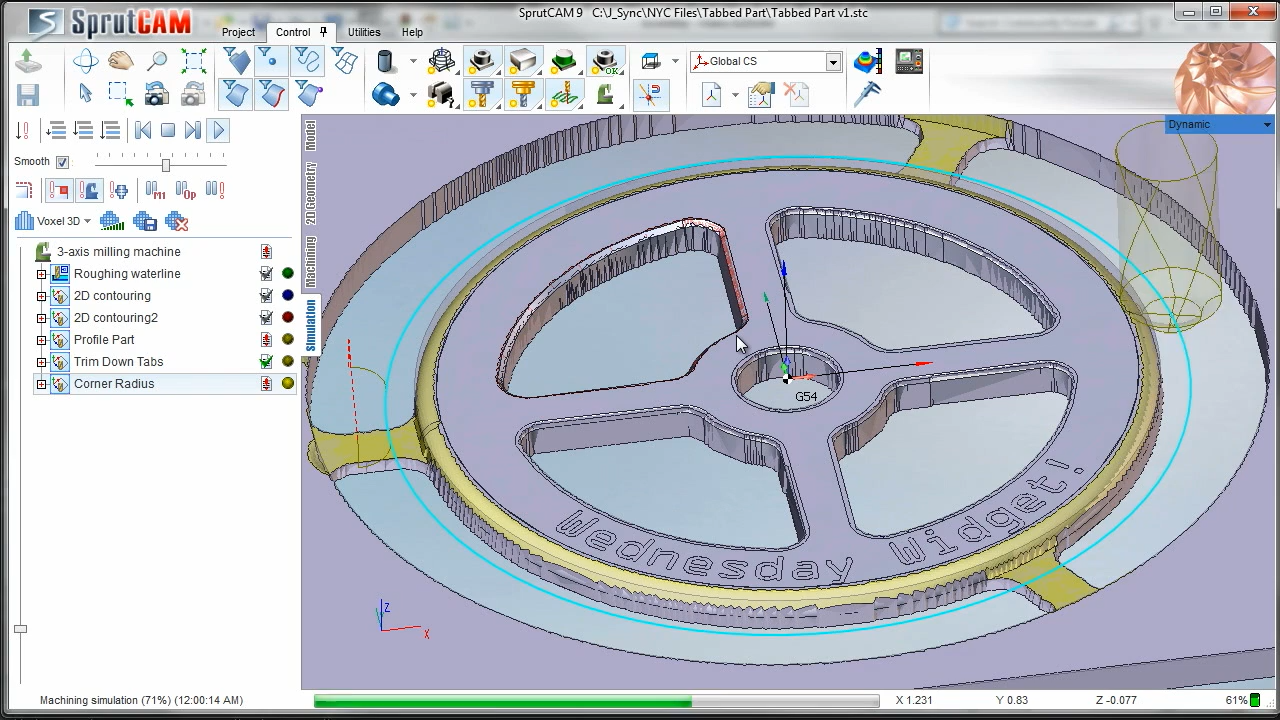 SprutCAM 9 C:\J_Sync\NYC Files\Tabbed Part\Tabbed Part v1.stc
SprutCAM
Project Control Utilities Help
OK
Global CS
Smooth
M1 Op
Voxel 3D
3-axis milling machine
Roughing waterline
2D contouring
2D contouring2
Profile Part
Trim Down Tabs
Corner Radius
Model
2D Geometry
Machining
Simulation
Dynamic
G54
Wednesday Widget!
Z
X
Machining simulation (71%) (12:00:14 AM)
X 1.231 Y 0.83 Z -0.077 61%